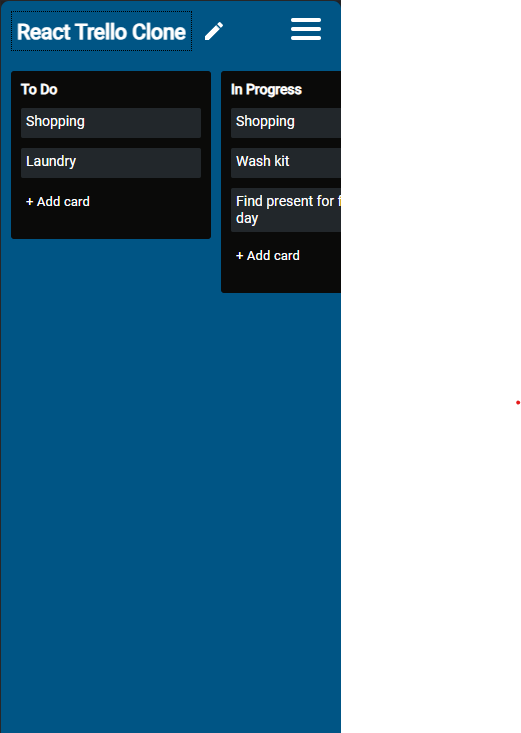 React Trello Clone
To Do
Shopping
Laundry
+ Add card
In Progress
Shopping
Wash kit
Find present for
day
+ Add card